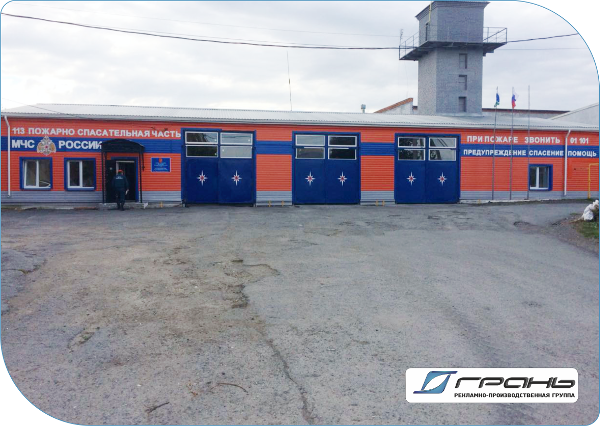 113 ПОЖАРНО СПАСАТЕЛЬНАЯ ЧАСТЬ
МЧС РОССИИ
ПРИ ПОЖАРЕ ЗВОНИТЬ 01 101
ПРЕДУПРЕЖДЕНИЕ СПАСЕНИЕ ПОМОЩЬ
ГРАНЬ
РЕКЛАМНО-ПРОИЗВОДСТВЕННАЯ ГРУППА